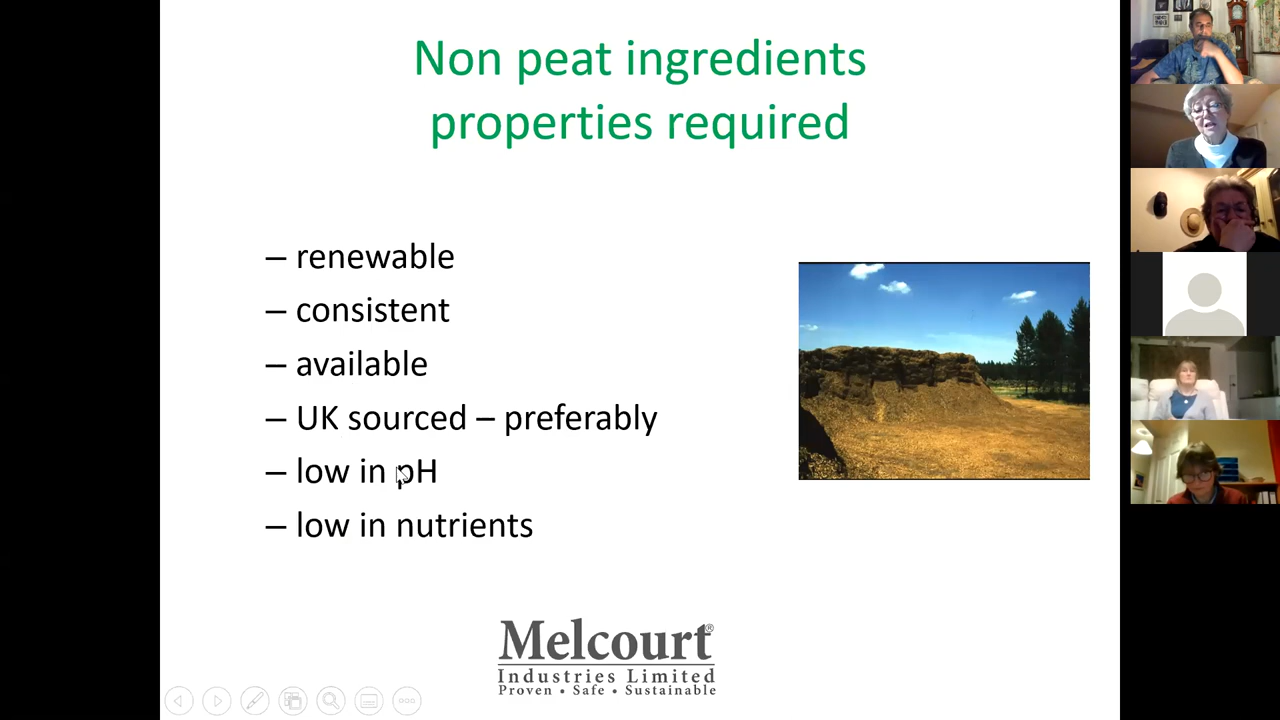 Non peat ingredients
properties required
– renewable
– consistent
– available
– UK sourced – preferably
– low in pH
– low in nutrients
Melcourt®
Industries Limited
Proven • Safe • Sustainable